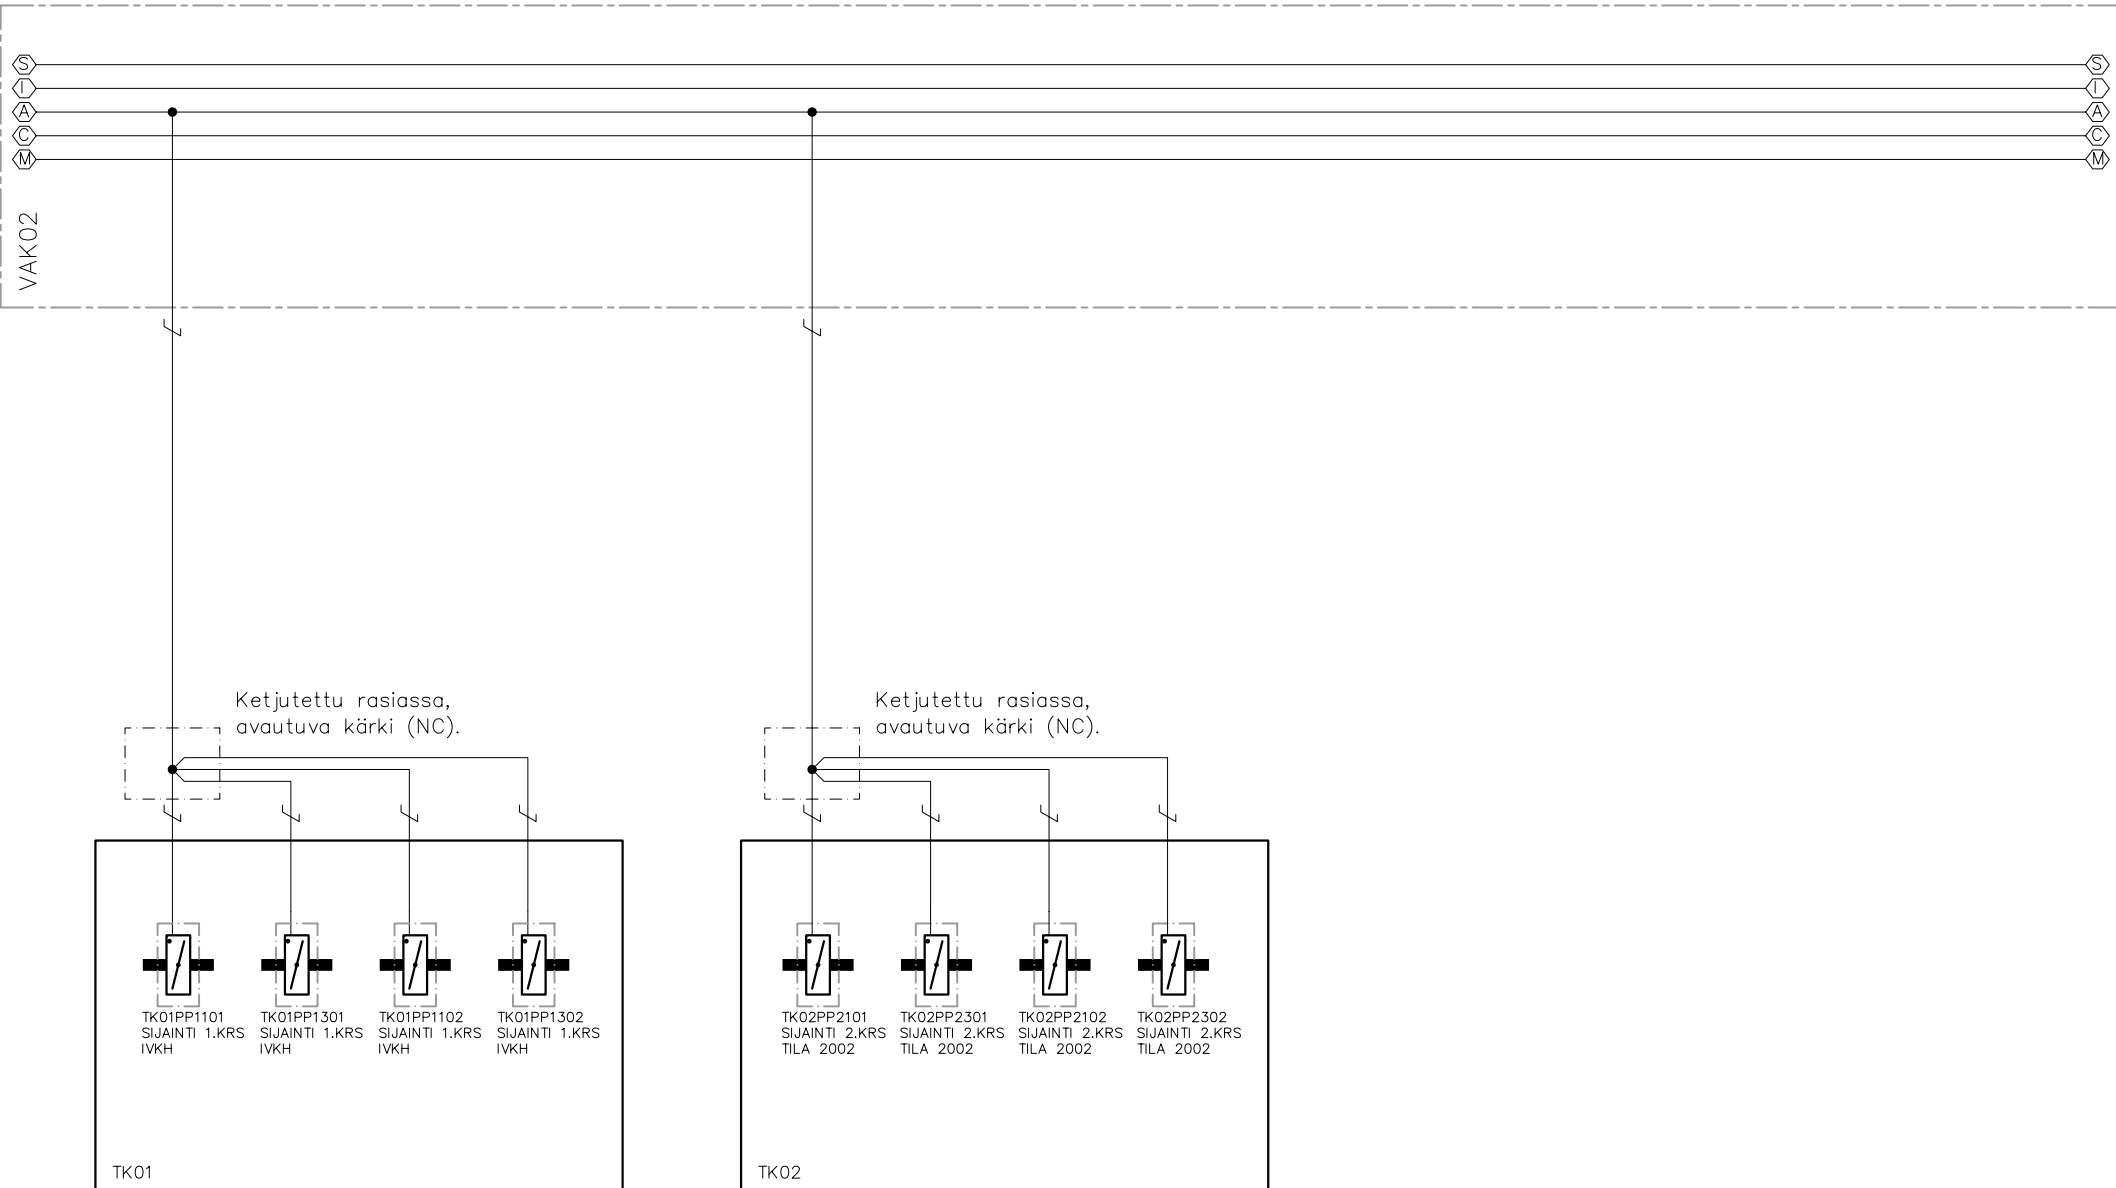 S S
I I
A A
C C
M M
VAK02
Ketjutettu rasiassa,
avautuva kärki (NC).
Ketjutettu rasiassa,
avautuva kärki (NC).
TK01PP1101
SIJAINTI 1.KRS
IVKH
TK01PP1301
SIJAINTI 1.KRS
IVKH
TK01PP1102
SIJAINTI 1.KRS
IVKH
TK01PP1302
SIJAINTI 1.KRS
IVKH
TK02PP2101
SIJAINTI 2.KRS
TILA 2002
TK02PP2301
SIJAINTI 2.KRS
TILA 2002
TK02PP2102
SIJAINTI 2.KRS
TILA 2002
TK02PP2302
SIJAINTI 2.KRS
TILA 2002
TK01
TK02